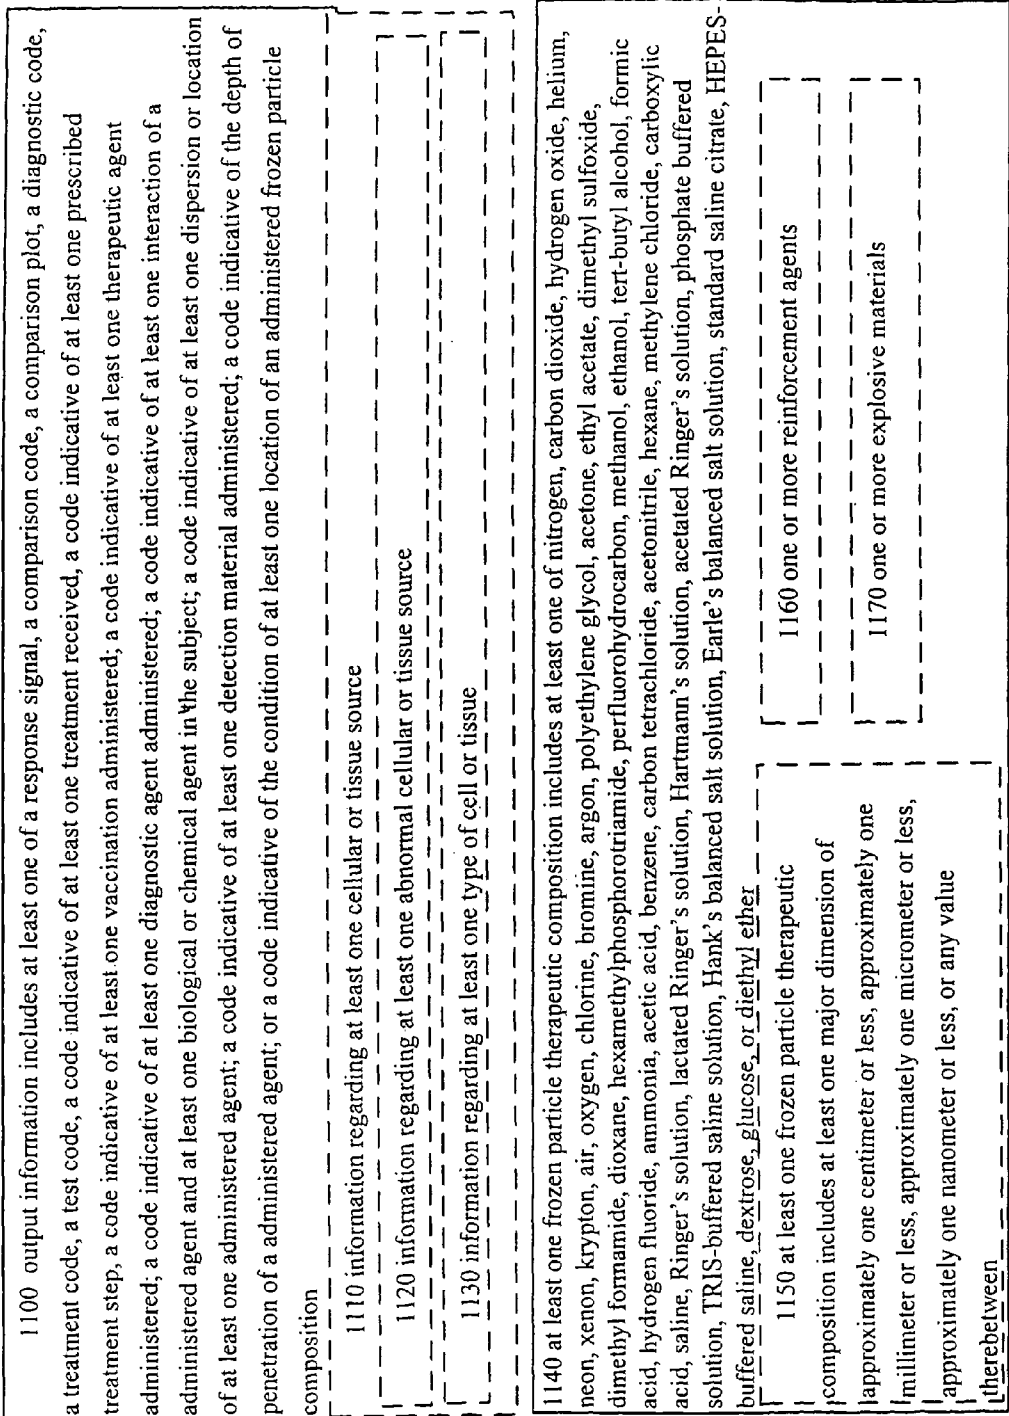 1100 output information includes at least one of a response signal, a comparison code, a comparison plot, a diagnostic code,
a treatment code, a test code, a code indicative of at least one treatment received, a code indicative of at least one prescribed
treatment step, a code indicative of at least one vaccination administered; a code indicative of at least one therapeutic agent
administered; a code indicative of at least one diagnostic agent administered; a code indicative of at least one interaction of a
administered agent and at least one biological or chemical agent in the subject; a code indicative of at least one dispersion or location
of at least one administered agent; a code indicative of at least one detection material administered; a code indicative of the depth of
penetration of a administered agent; or a code indicative of the condition of at least one location of an administered frozen particle
composition
1110 information regarding at least one cellular or tissue source
1120 information regarding at least one abnormal cellular or tissue source
1130 information regarding at least one type of cell or tissue
1140 at least one frozen particle therapeutic composition includes at least one of nitrogen, carbon dioxide, hydrogen oxide, helium,
neon, xenon, krypton, air, oxygen, chlorine, bromine, argon, polyethylene glycol, acetone, ethyl acetate, dimethyl sulfoxide,
dimethyl formamide, dioxane, hexamethylphosphorotriamide, perfluorohydrocarbon, methanol, ethanol, tert-butyl alcohol, formic
acid, hydrogen fluoride, ammonia, acetic acid, benzene, carbon tetrachloride, acetonitrile, hexane, methylene chloride, carboxylic
acid, saline, Ringer's solution, lactated Ringer's solution, Hartmann's solution, acetated Ringer's solution, phosphate buffered
solution, TRIS-buffered saline solution, Hank's balanced salt solution, Earle's balanced salt solution, standard saline citrate, HEPES-
buffered saline, dextrose, glucose, or diethyl ether
1150 at least one frozen particle therapeutic
composition includes at least one major dimension of
approximately one centimeter or less, approximately one
millimeter or less, approximately one micrometer or less,
approximately one nanometer or less, or any value
therebetween
1160 one or more reinforcement agents
1170 one or more explosive materials